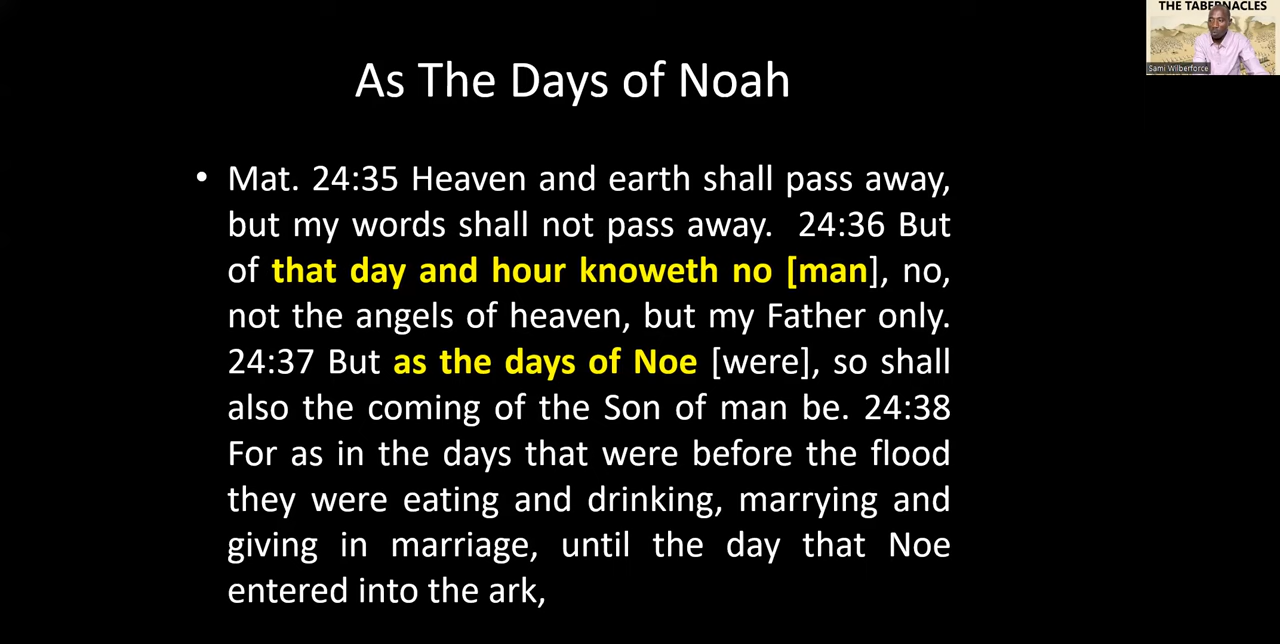 THE TABERNACLES
Sami Wilberforce
As The Days of Noah
• Mat. 24:35 Heaven and earth shall pass away,
but my words shall not pass away. 24:36 But
of that day and hour knoweth no [man], no,
not the angels of heaven, but my Father only.
24:37 But as the days of Noe [were], so shall
also the coming of the Son of man be. 24:38
For as in the days that were before the flood
they were eating and drinking, marrying and
giving in marriage, until the day that Noe
entered into the ark,